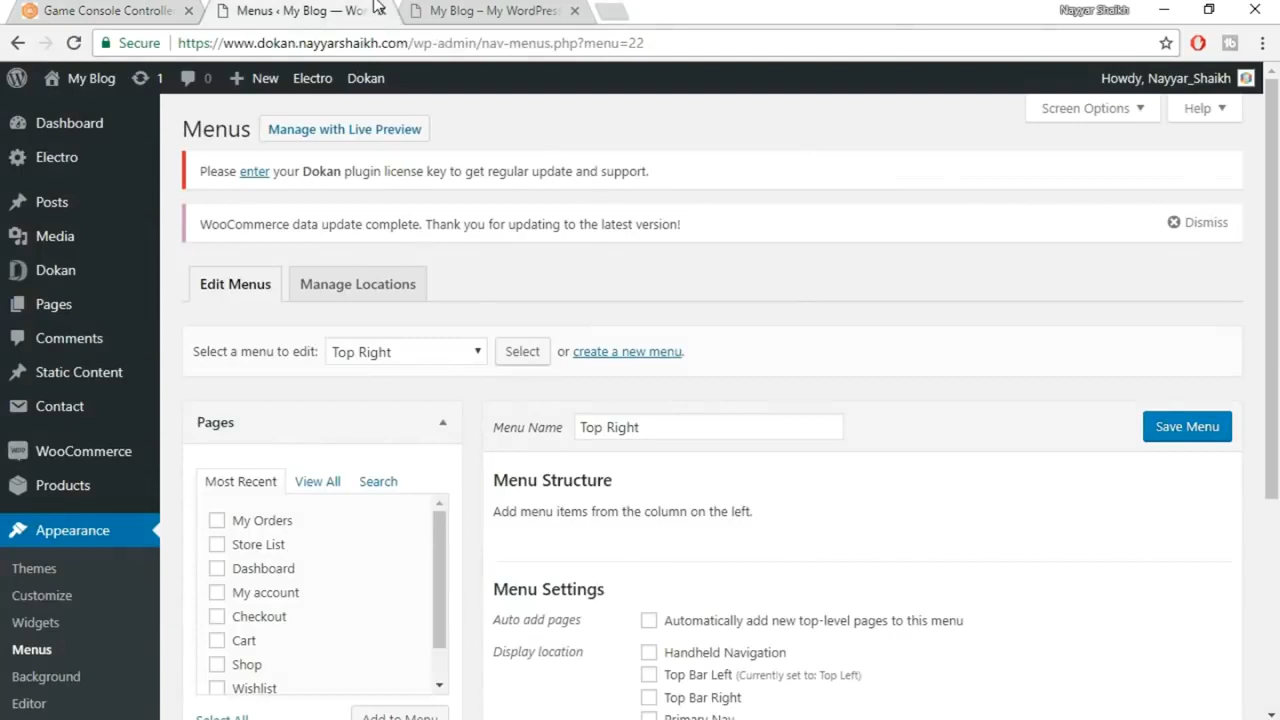 Game Console Controlle
Menus ‹ My Blog — Wo
My Blog – My WordPress
Nayyar Shaikh
Secure
https://www.dokan.nayyarshaikh.com/wp-admin/nav-menus.php?menu=22
My Blog
1
0
New
Electro
Dokan
Howdy, Nayyar_Shaikh
Dashboard
Electro
Posts
Media
Dokan
Pages
Comments
Static Content
Contact
WooCommerce
Products
Appearance
Themes
Customize
Widgets
Menus
Background
Editor
Screen Options
Help
Menus
Manage with Live Preview
Please enter your Dokan plugin license key to get regular update and support.
WooCommerce data update complete. Thank you for updating to the latest version!
Dismiss
Edit Menus
Manage Locations
Select a menu to edit: Top Right Select or create a new menu.
Pages
Most Recent View All Search
My Orders
Store List
Dashboard
My account
Checkout
Cart
Shop
Wishlist
Select All
Add to Menu
Menu Name Top Right
Save Menu
Menu Structure
Add menu items from the column on the left.
Menu Settings
Auto add pages
Automatically add new top-level pages to this menu
Display location
Handheld Navigation
Top Bar Left (Currently set to: Top Left)
Top Bar Right
Primary Nav